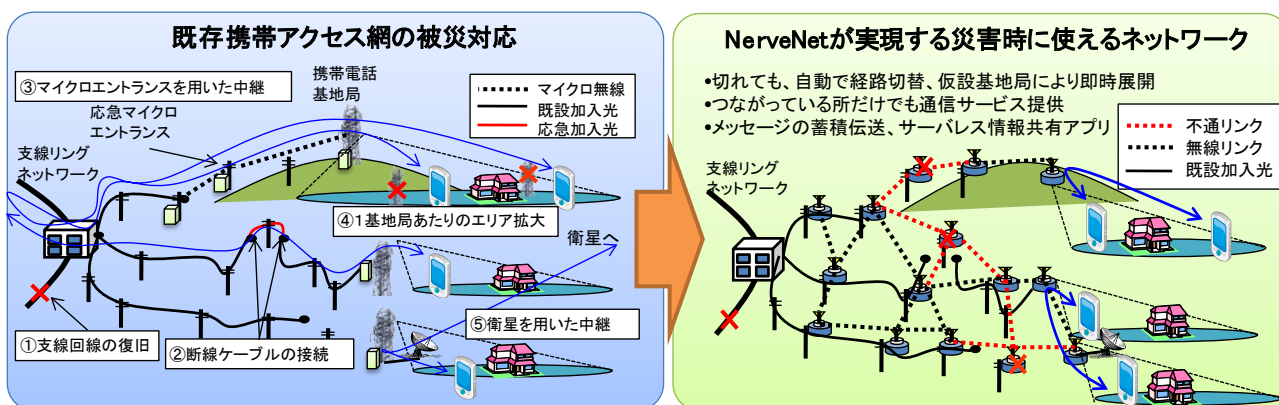 既存携帯アクセス網の被災対応
③マイクロエントランスを用いた中継
携帯電話
基地局
マイクロ無線
既設加入光
応急加入光
応急マイクロ
エントランス
支線リング
ネットワーク
④1基地局あたりのエリア拡大
衛星へ
①支線回線の復旧
②断線ケーブルの接続
⑤衛星を用いた中継
NerveNetが実現する災害時に使えるネットワーク
•切れても、自動で経路切替、仮設基地局により即時展開
•つながっている所だけでも通信サービス提供
•メッセージの蓄積伝送、サーバレス情報共有アプリ
不通リンク
無線リンク
既設加入光
支線リング
ネットワーク